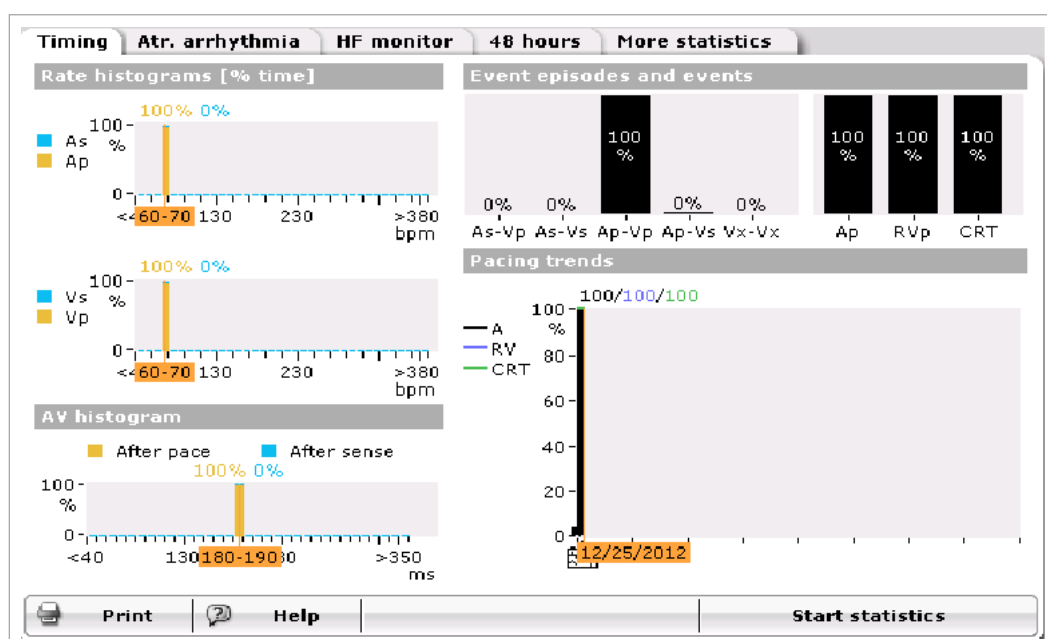 Timing Atr. arrhythmia HF monitor 48 hours More statistics
Rate histograms [% time]
100% 0%
100
%
As
Ap
0
<4 60-70 130 230 >380
bpm
100% 0%
100
%
Vs
Vp
0
<4 60-70 130 230 >380
bpm
AV histogram
After pace After sense
100% 0%
100
%
0
<40 130 180-190 0 >350
ms
Event episodes and events
0% 0% 100 % 0% 0%
As-Vp As-Vs Ap-Vp Ap-Vs Vx-Vx
100 % 100 % 100 %
Ap RVp CRT
Pacing trends
100/100/100
100
%
A
RV
CRT
80
60
40
20
0
12/25/2012
Print Help Start statistics